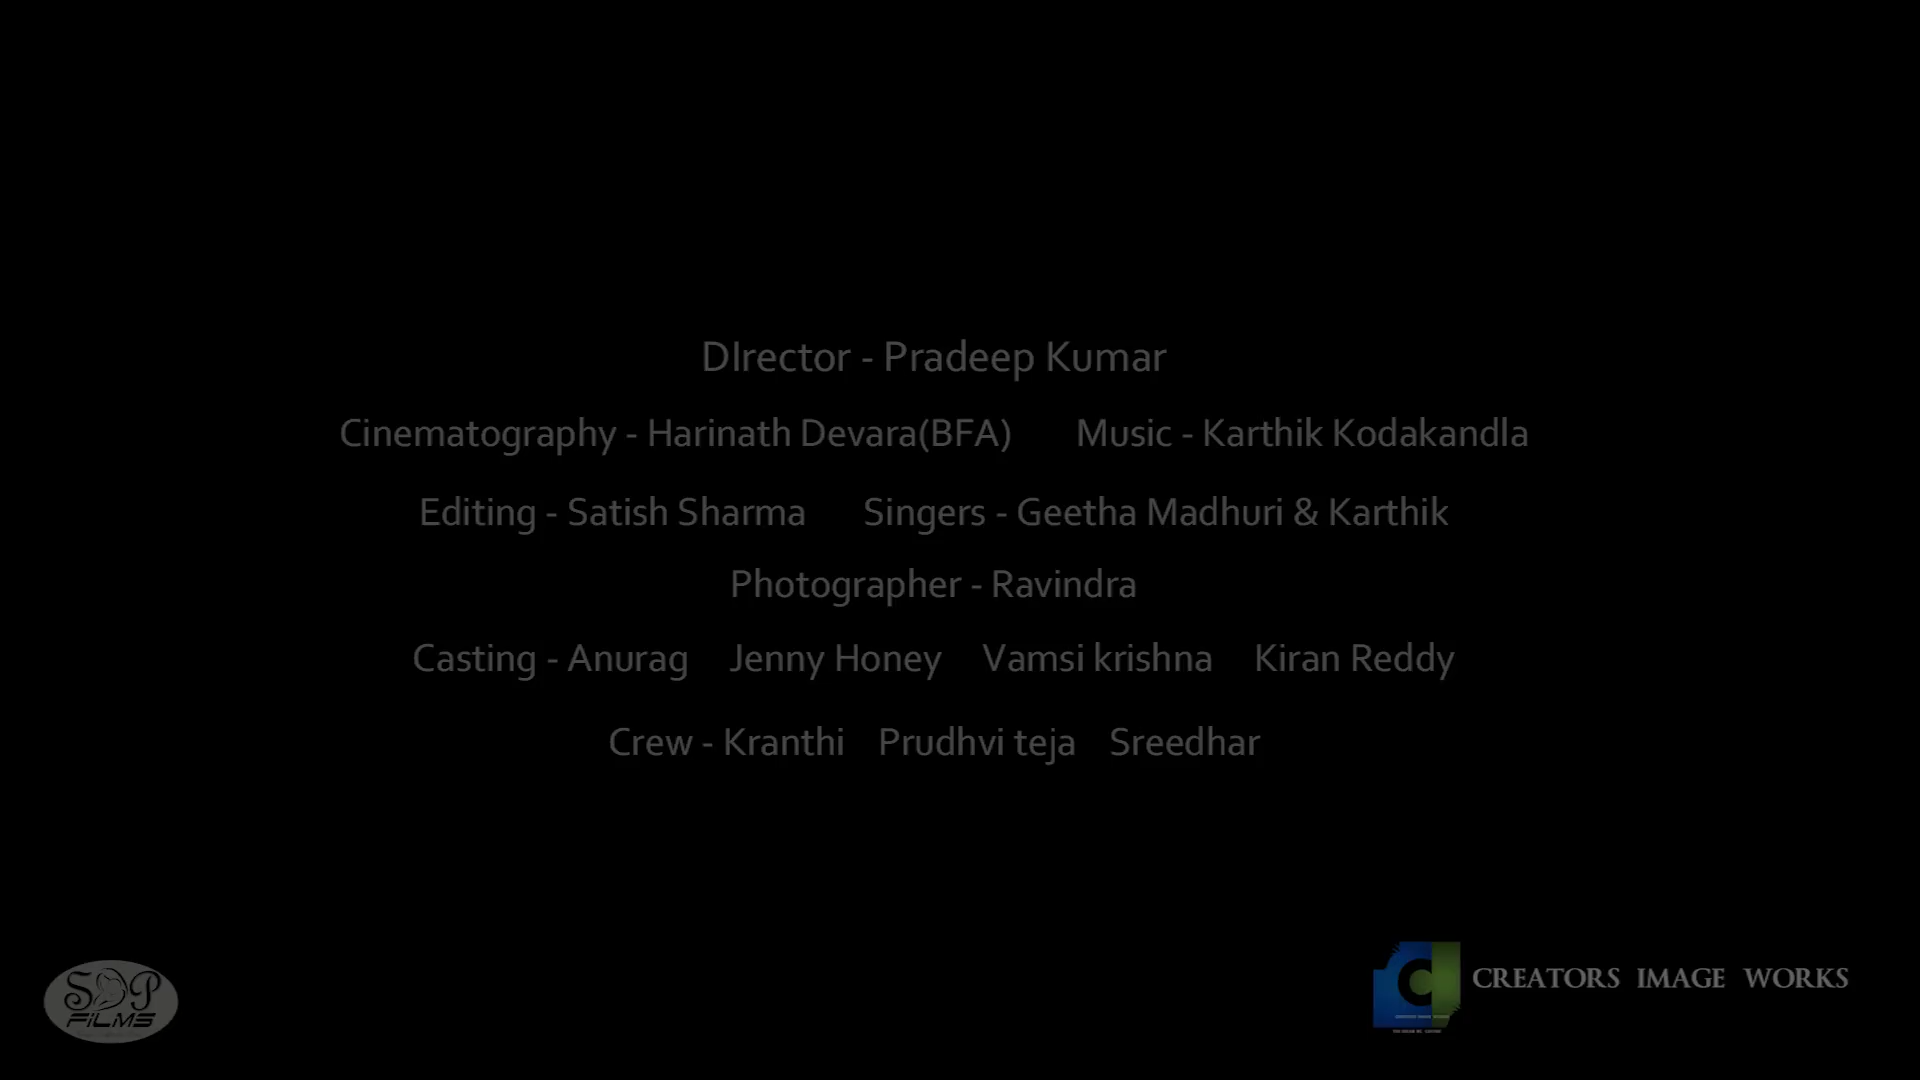 DIrector - Pradeep Kumar
Cinematography - Harinath Devara(BFA) Music - Karthik Kodakandla
Editing - Satish Sharma Singers - Geetha Madhuri & Karthik
Photographer - Ravindra
Casting - Anurag Jenny Honey Vamsi krishna Kiran Reddy
Crew - Kranthi Prudhvi teja Sreedhar
CREATORS IMAGE WORKS
SDP
FiLMS